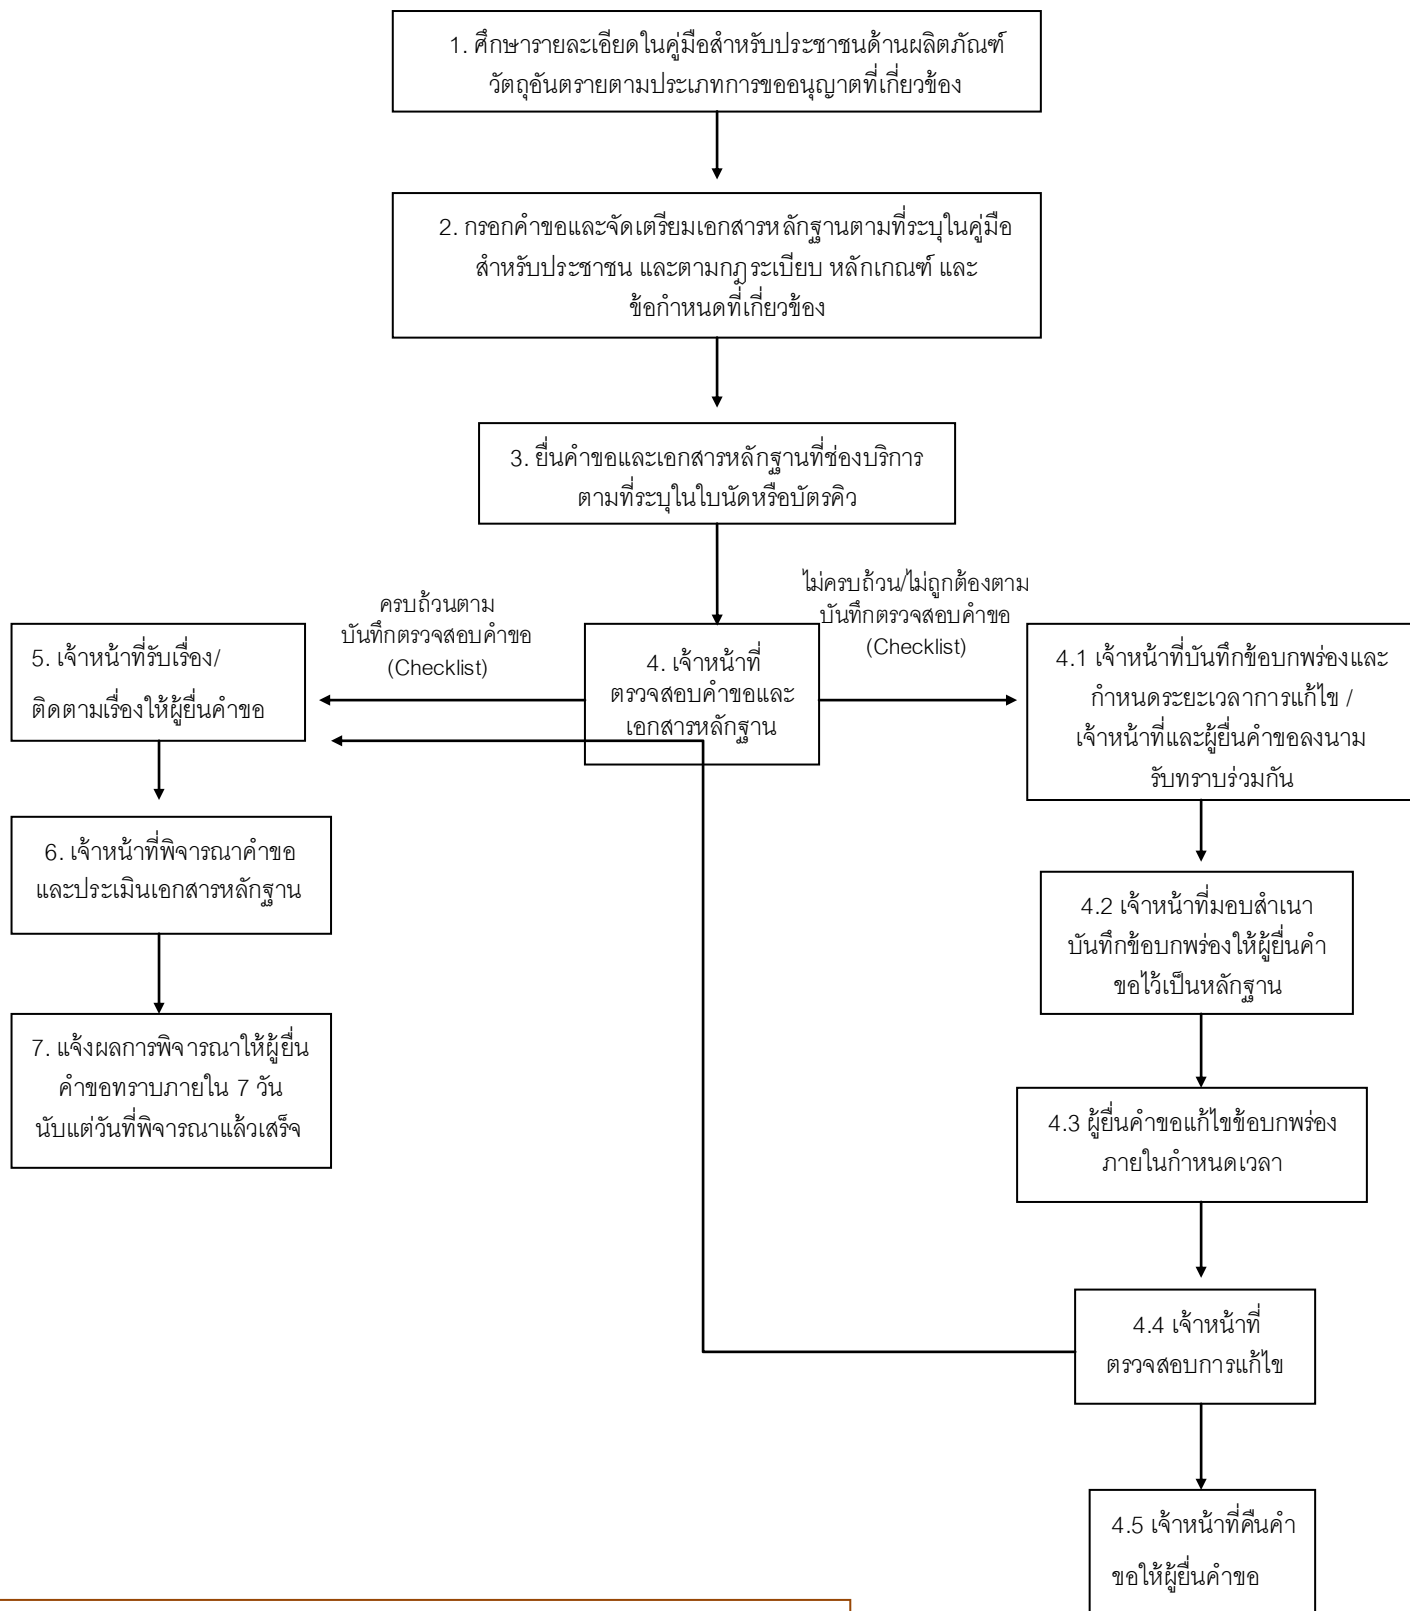 1. ศึกษารายละเอียดในคู่มือสำหรับประชาชนด้านผลิตภัณฑ์
วัตถุอันตรายตามประเภทการขออนุญาตที่เกี่ยวข้อง
2. กรอกคำขอและจัดเตรียมเอกสารหลักฐานตามที่ระบุในคู่มือ
สำหรับประชาชน และตามกฎระเบียบ หลักเกณฑ์ และ
ข้อกำหนดที่เกี่ยวข้อง
3. ยื่นคำขอและเอกสารหลักฐานที่ช่องบริการ
ตามที่ระบุในใบนัดหรือบัตรคิว
ครบถ้วนตาม
บันทึกตรวจสอบคำขอ
(Checklist)
ไม่ครบถ้วน/ไม่ถูกต้องตาม
บันทึกตรวจสอบคำขอ
(Checklist)
4. เจ้าหน้าที่
ตรวจสอบคำขอและ
เอกสารหลักฐาน
5. เจ้าหน้าที่รับเรื่อง/
ติดตามเรื่องให้ผู้ยื่นคำขอ
6. เจ้าหน้าที่พิจารณาคำขอ
และประเมินเอกสารหลักฐาน
7. แจ้งผลการพิจารณาให้ผู้ยื่น
คำขอทราบภายใน 7 วัน
นับแต่วันที่พิจารณาแล้วเสร็จ
4.1 เจ้าหน้าที่บันทึกข้อบกพร่องและ
กำหนดระยะเวลาการแก้ไข /
เจ้าหน้าที่และผู้ยื่นคำขอลงนาม
รับทราบร่วมกัน
4.2 เจ้าหน้าที่มอบสำเนา
บันทึกข้อบกพร่องให้ผู้ยื่นคำ
ขอไว้เป็นหลักฐาน
4.3 ผู้ยื่นคำขอแก้ไขข้อบกพร่อง
ภายในกำหนดเวลา
4.4 เจ้าหน้าที่
ตรวจสอบการแก้ไข
4.5 เจ้าหน้าที่คืนคำ
ขอให้ผู้ยื่นคำขอ